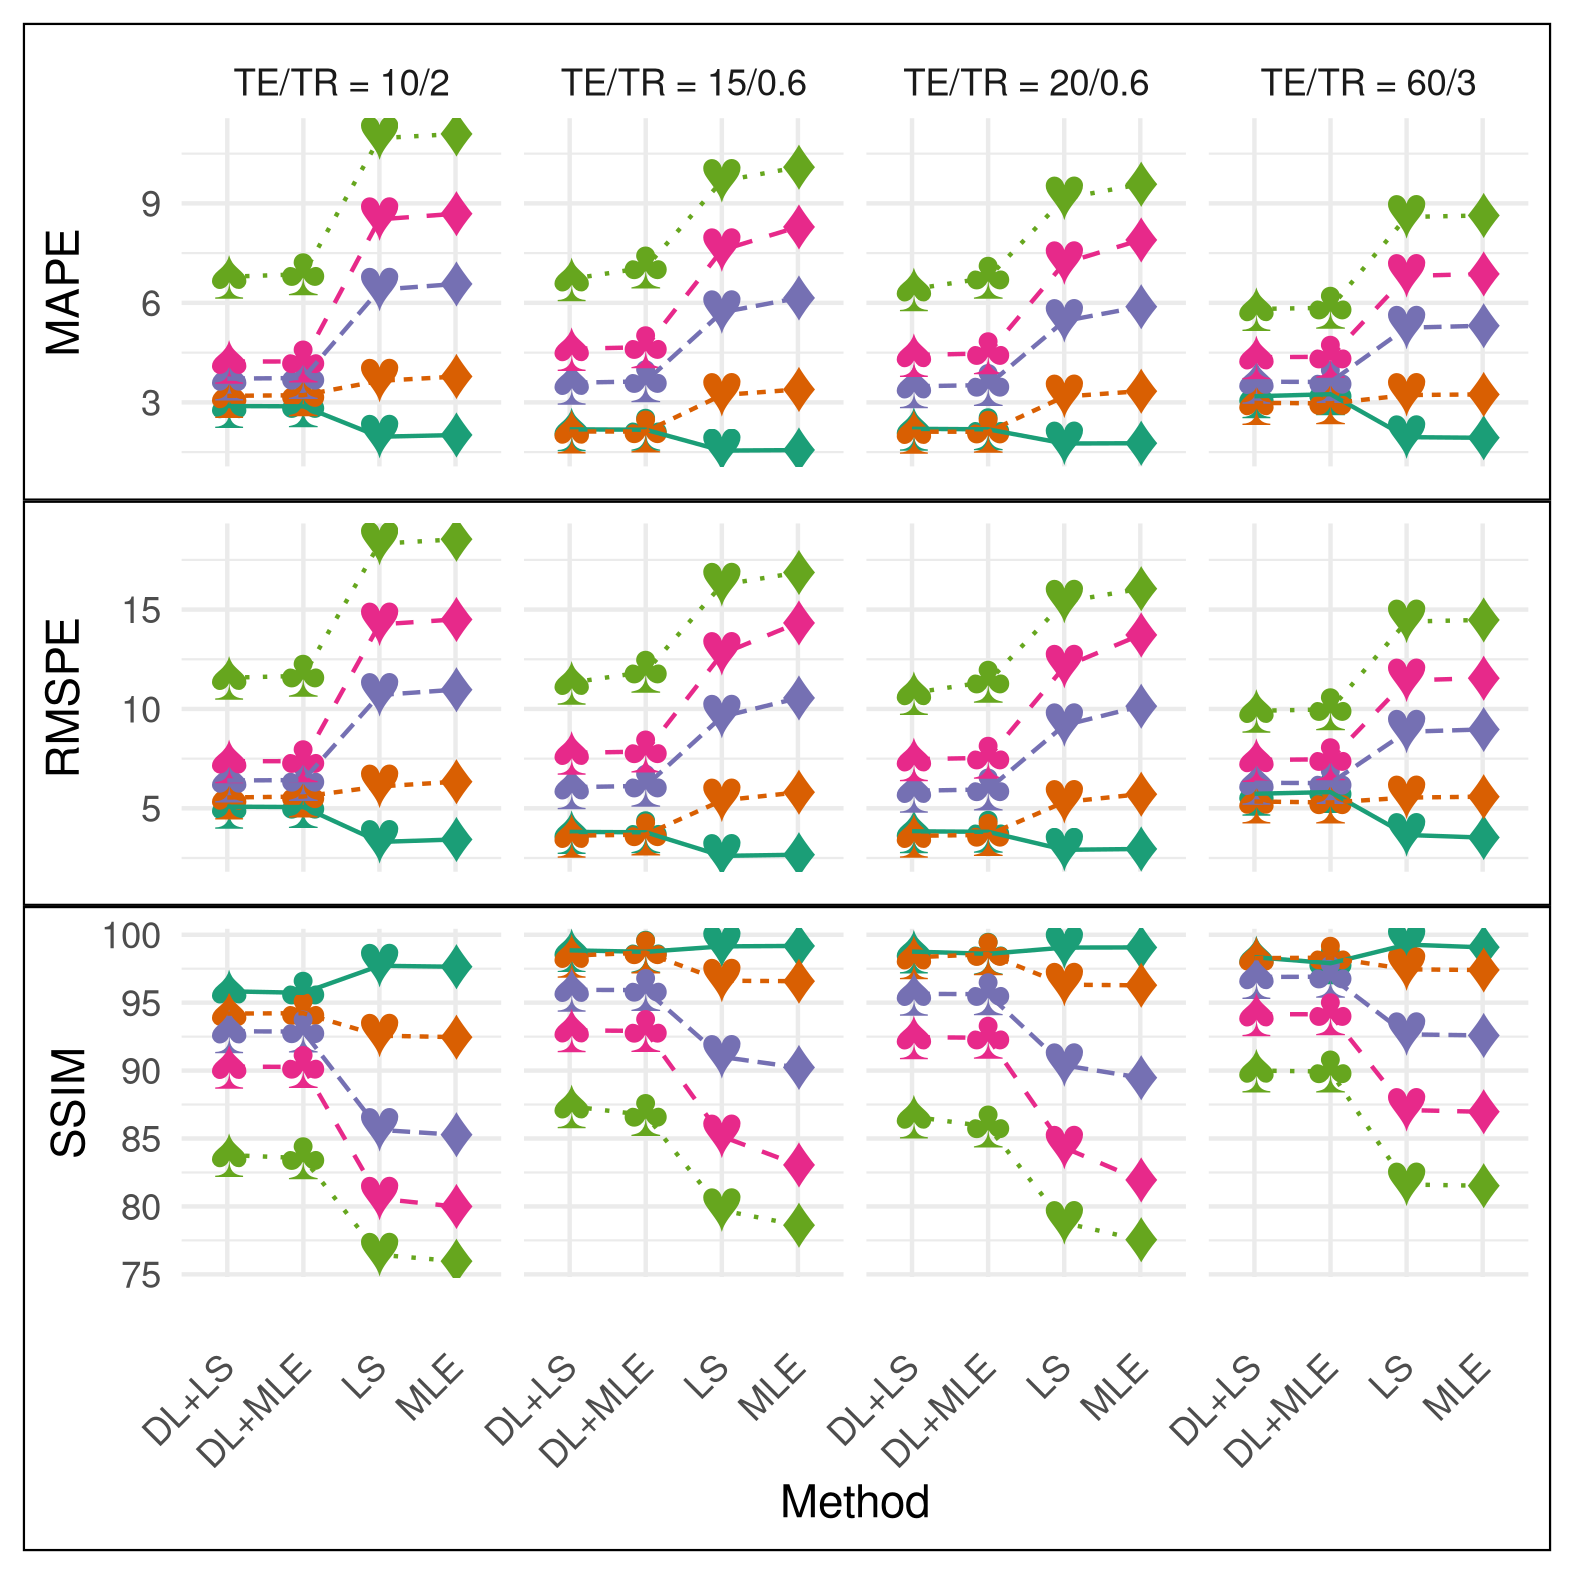 TE/TR = 10/2 TE/TR = 15/0.6 TE/TR = 20/0.6 TE/TR = 60/3
MAPE
9
6
3
RMSPE
15
10
5
SSIM
100
95
90
85
80
75
DL+LS DL+MLE LS MLE DL+LS DL+MLE LS MLE DL+LS DL+MLE LS MLE DL+LS DL+MLE LS MLE
Method